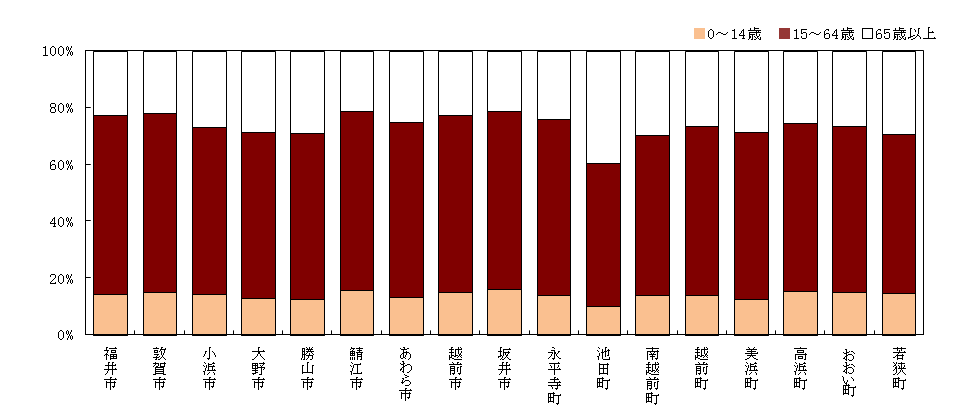 0～14歳 15～64歳 65歳以上
100%
80%
60%
40%
20%
0%
福井市
敦賀市
小浜市
大野市
勝山市
鯖江市
あわら市
越前市
坂井市
永平寺町
池田町
南越前町
越前町
美浜町
高浜町
おおい町
若狭町